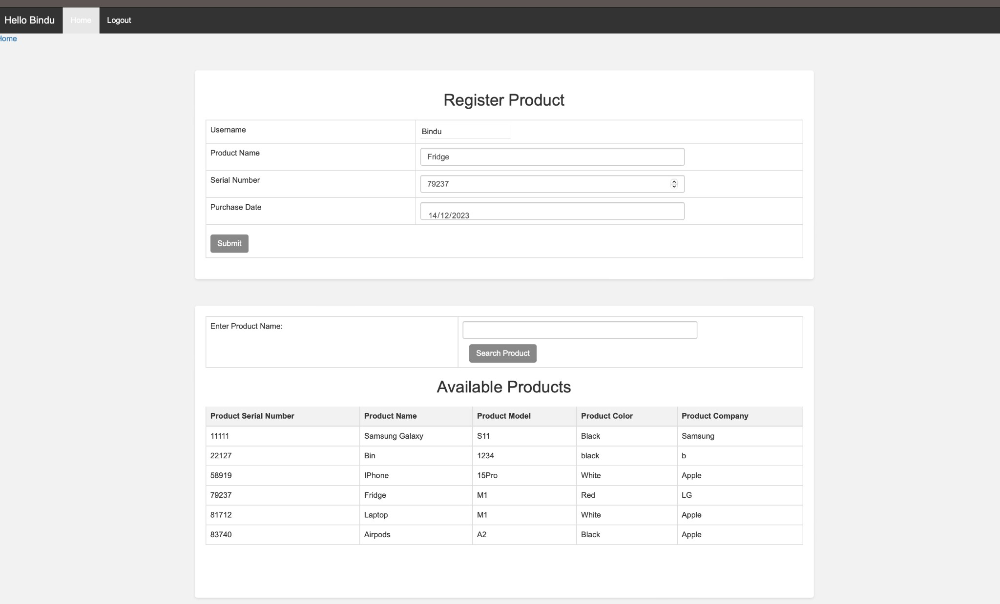 Hello Bindu Home Logout
Home
Register Product
Username Bindu
Product Name Fridge
Serial Number 79237
Purchase Date 14/12/2023
Submit
Enter Product Name:
Search Product
Available Products
Product Serial Number Product Name Product Model Product Color Product Company
11111 Samsung Galaxy S11 Black Samsung
22127 Bin 1234 black b
58919 IPhone 15Pro White Apple
79237 Fridge M1 Red LG
81712 Laptop M1 White Apple
83740 Airpods A2 Black Apple